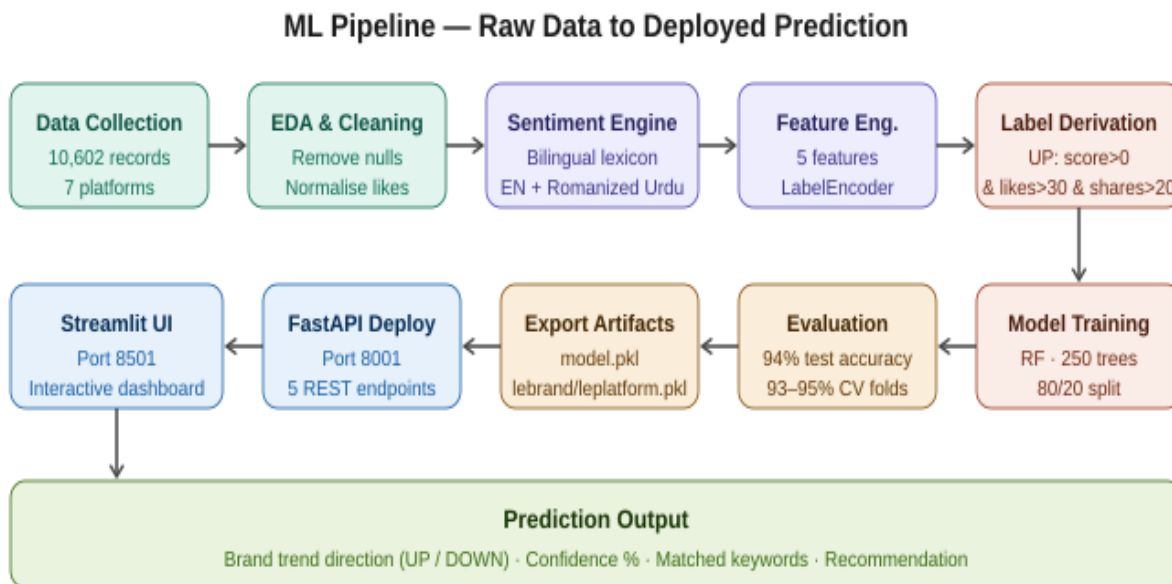 ML Pipeline — Raw Data to Deployed Prediction
Data Collection
10,602 records
7 platforms
EDA & Cleaning
Remove nulls
Normalise likes
Sentiment Engine
Bilingual lexicon
EN + Romanized Urdu
Feature Eng.
5 features
LabelEncoder
Label Derivation
UP: score>0
& likes>30 & shares>20
Model Training
RF · 250 trees
80/20 split
Evaluation
94% test accuracy
93–95% CV folds
Export Artifacts
model.pkl
lebrand/leplatform.pkl
FastAPI Deploy
Port 8001
5 REST endpoints
Streamlit UI
Port 8501
Interactive dashboard
Prediction Output
Brand trend direction (UP / DOWN) · Confidence % · Matched keywords · Recommendation